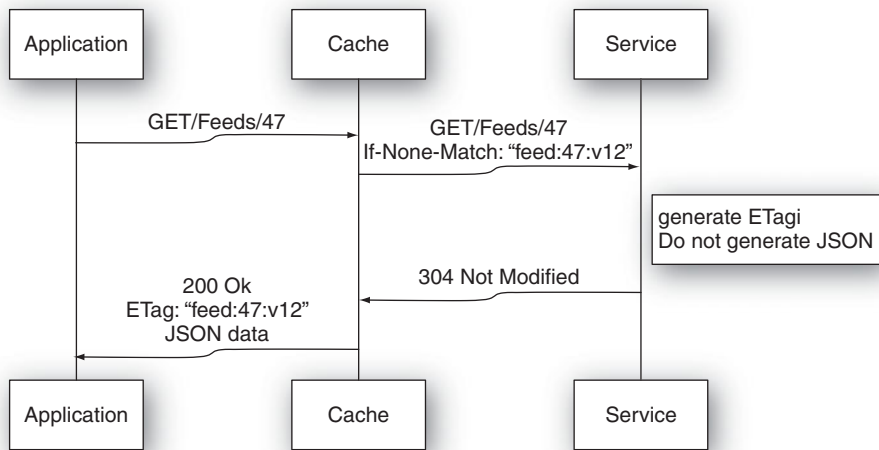 Application
Cache
Service
GET/Feeds/47
GET/Feeds/47
If-None-Match: “feed:47:v12”
generate ETagi
Do not generate JSON
304 Not Modified
200 Ok
ETag: “feed:47:v12”
JSON data
Application
Cache
Service